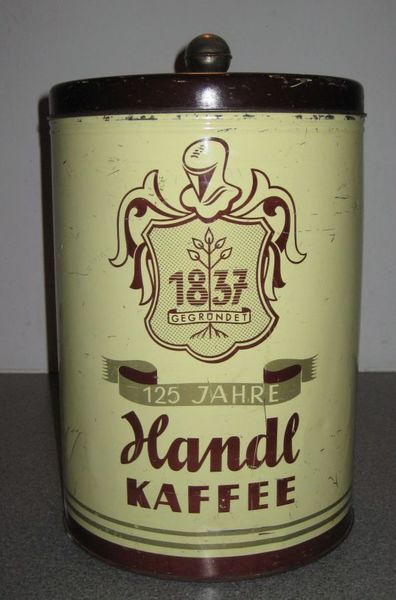 1837
GEGRÜNDET
125 JAHRE
Handl
KAFFEE